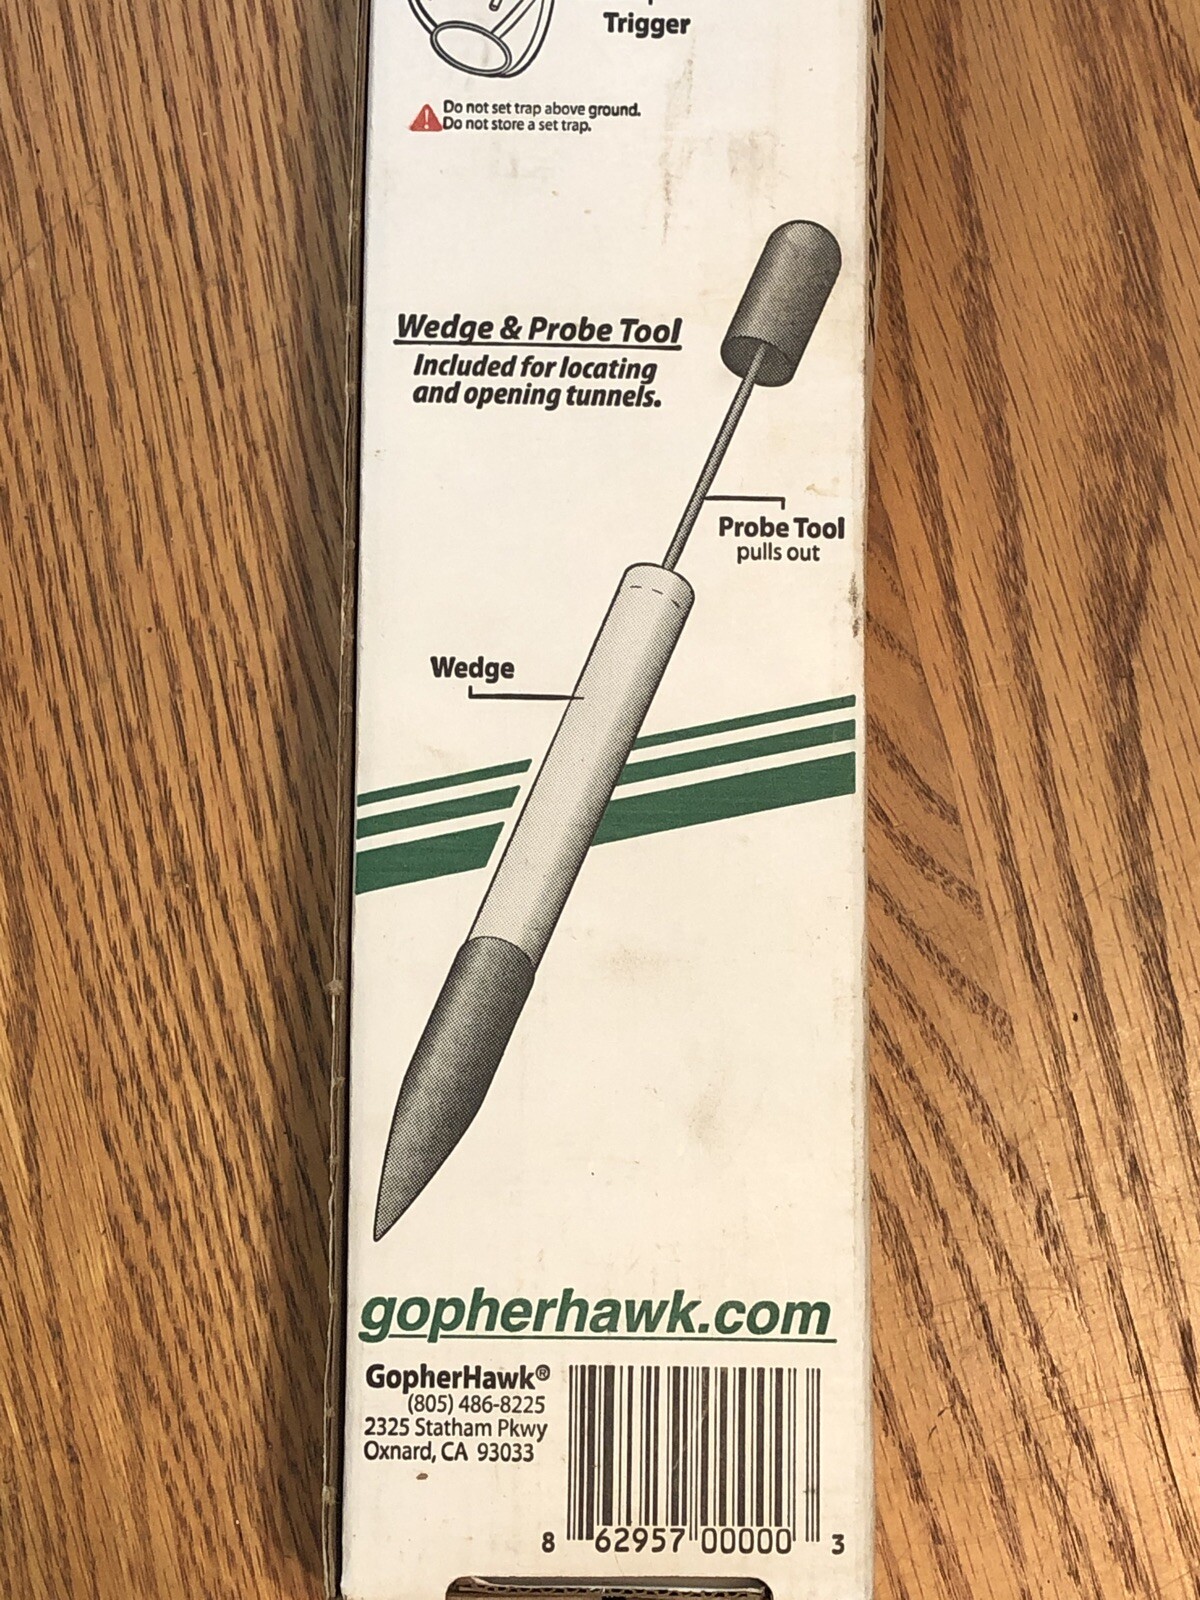 Trigger
Do not set trap above ground.
Do not store a set trap.
Wedge & Probe Tool
Included for locating
and opening tunnels.
Probe Tool
pulls out
Wedge
gopherhawk.com
GopherHawk®
(805) 486-8225
2325 Statham Pkwy
Oxnard, CA 93033
8 62957 00000 3